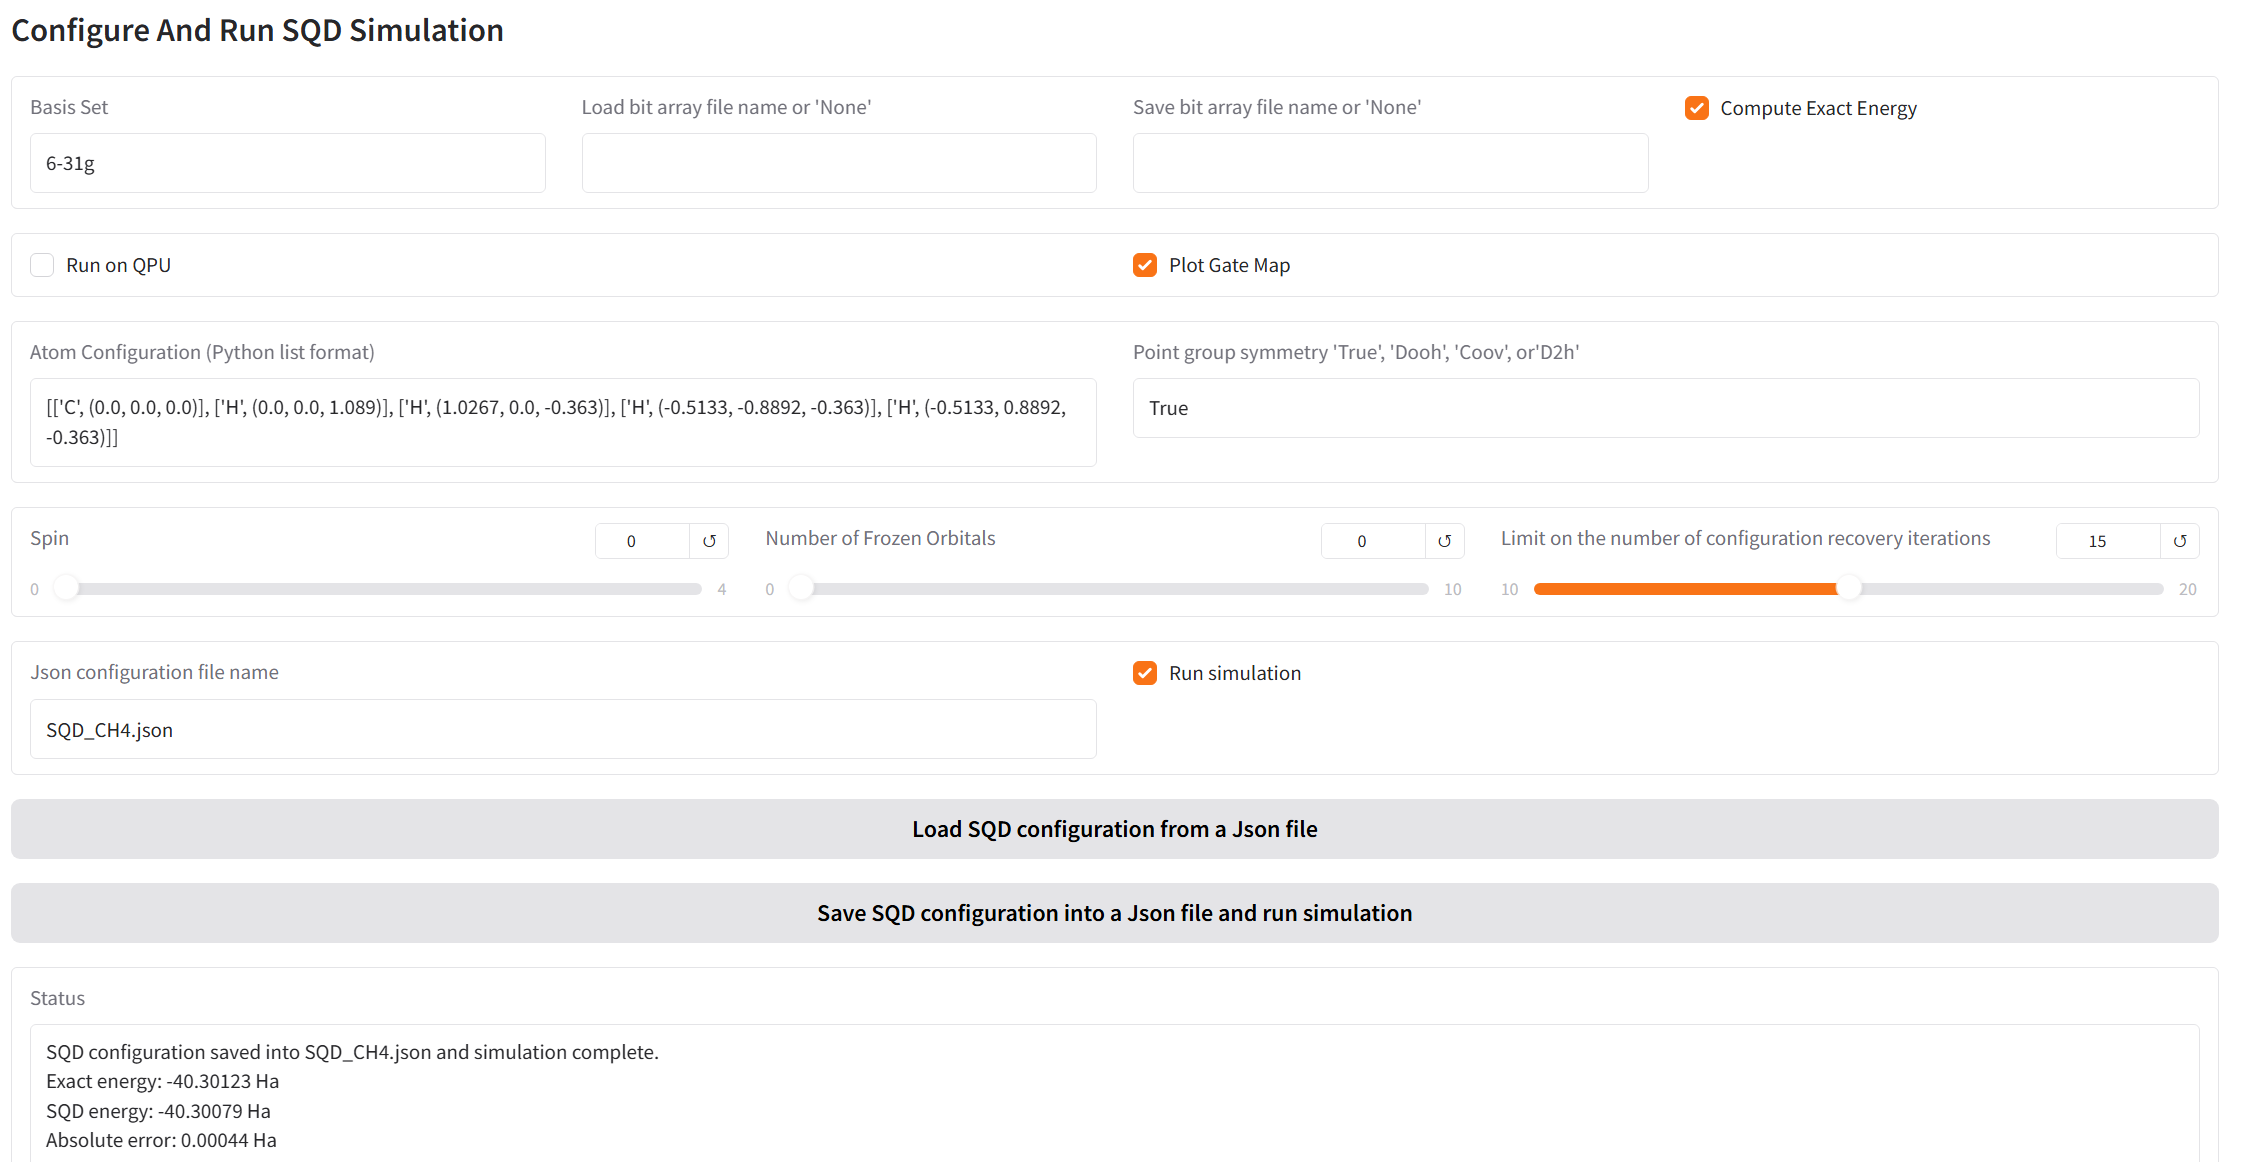 Configure And Run SQD Simulation
Basis Set
Load bit array file name or 'None'
Save bit array file name or 'None'
Compute Exact Energy
6-31g
Run on QPU
Plot Gate Map
Atom Configuration (Python list format)
Point group symmetry 'True', 'Dooh', 'Coov', or'D2h'
[['C', (0.0, 0.0, 0.0)], ['H', (0.0, 0.0, 1.089)], ['H', (1.0267, 0.0, -0.363)], ['H', (-0.5133, -0.8892, -0.363)], ['H', (-0.5133, 0.8892,
-0.363)]]
True
Spin
0
↺
Number of Frozen Orbitals
0
↺
Limit on the number of configuration recovery iterations
15
↺
0
4
0
10
10
20
Json configuration file name
Run simulation
SQD_CH4.json
Load SQD configuration from a Json file
Save SQD configuration into a Json file and run simulation
Status
SQD configuration saved into SQD_CH4.json and simulation complete.
Exact energy: -40.30123 Ha
SQD energy: -40.30079 Ha
Absolute error: 0.00044 Ha